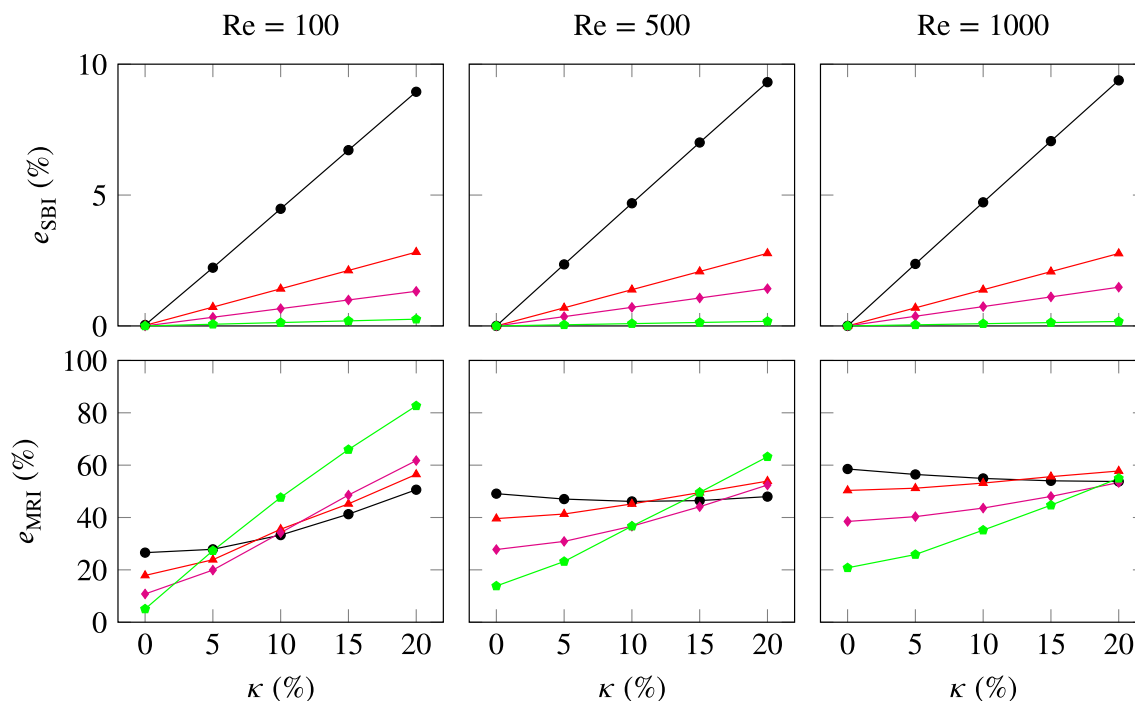 Re = 100 Re = 500 Re = 1000
10
5
0
e_SBI (%)
100
80
60
40
20
0
e_MRI (%)
0 5 10 15 20 0 5 10 15 20 0 5 10 15 20
κ (%) κ (%) κ (%)